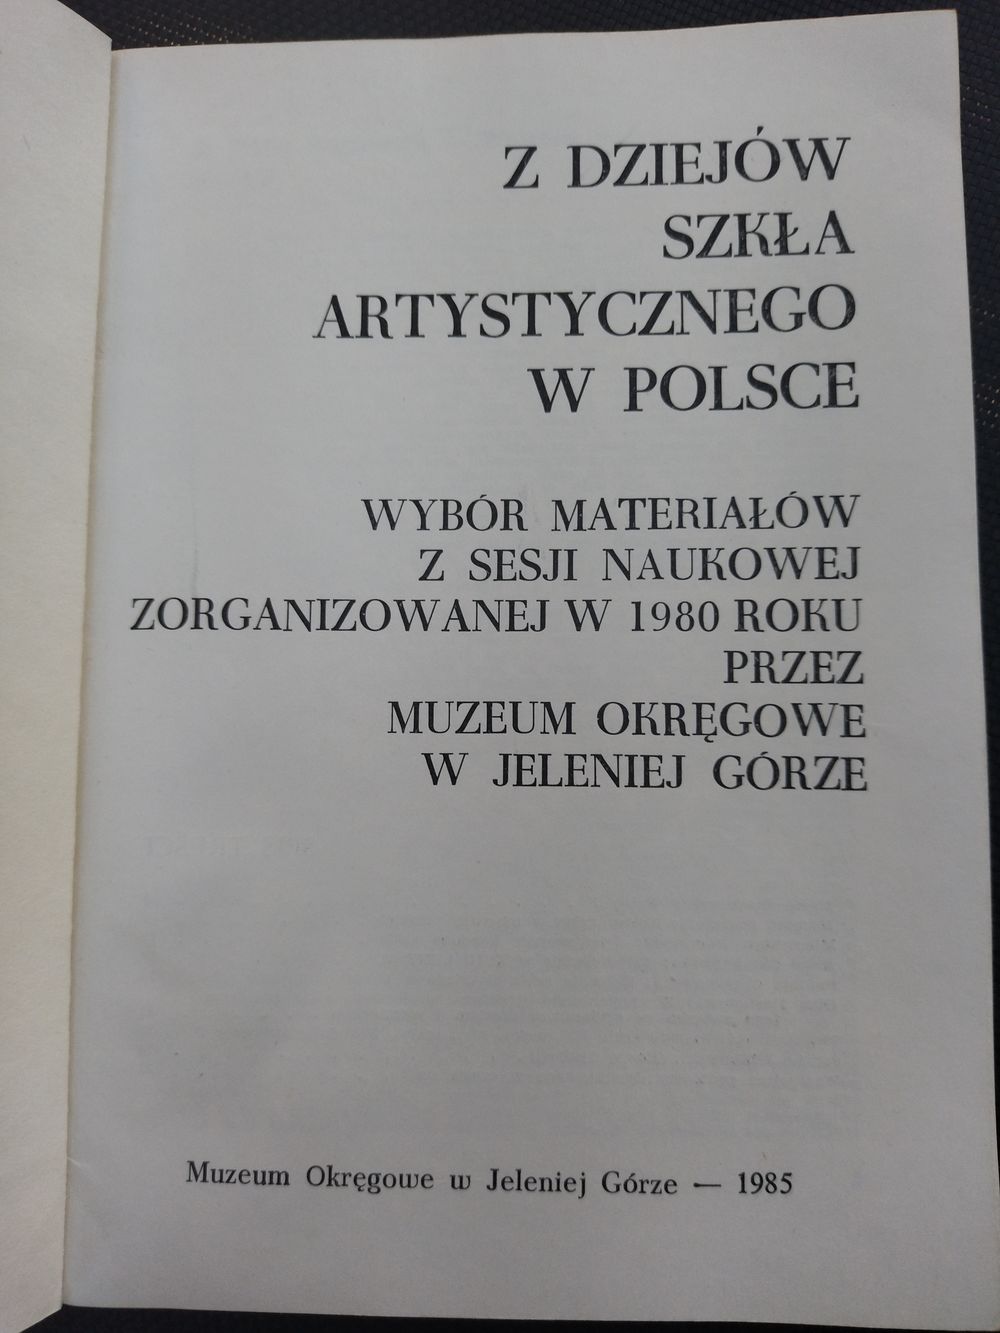 Z DZIEJÓW
SZKŁA
ARTYSTYCZNEGO
W POLSCE
WYBÓR MATERIAŁÓW
Z SESJI NAUKOWEJ
ZORGANIZOWANEJ W 1980 ROKU
PRZEZ
MUZEUM OKRĘGOWE
W JELENIEJ GÓRZE
Muzeum Okręgowe w Jeleniej Górze — 1985